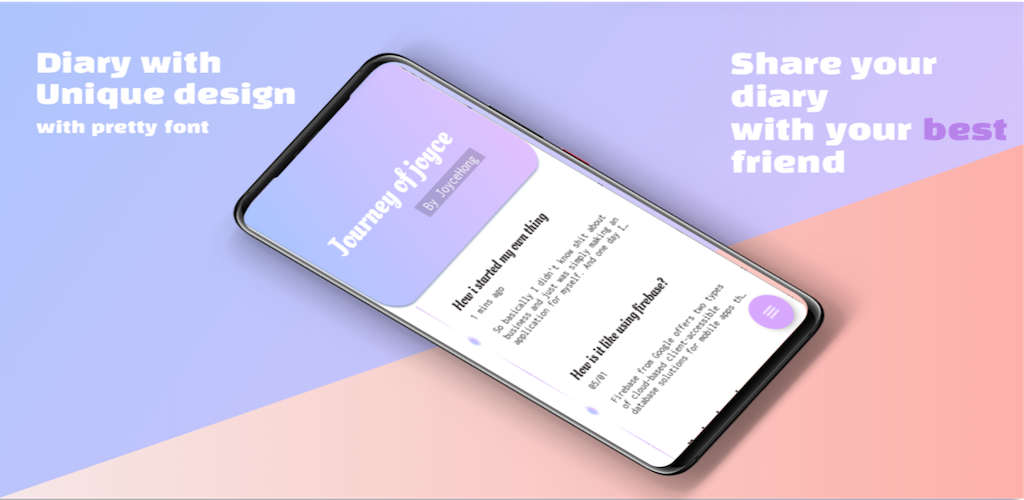 Diary with
Unique design
with pretty font
Share your
diary
with your best
friend
Journey of joyce
By JoyceHong
How i started my own thing
1 mins ago
So basically I didn't know shit about
business and just was simply making an
application for myself. And one day I…
How is it like using firebase?
05/01
Firebase from Google offers two types
of cloud-based client-accessible
database solutions for mobile apps th…